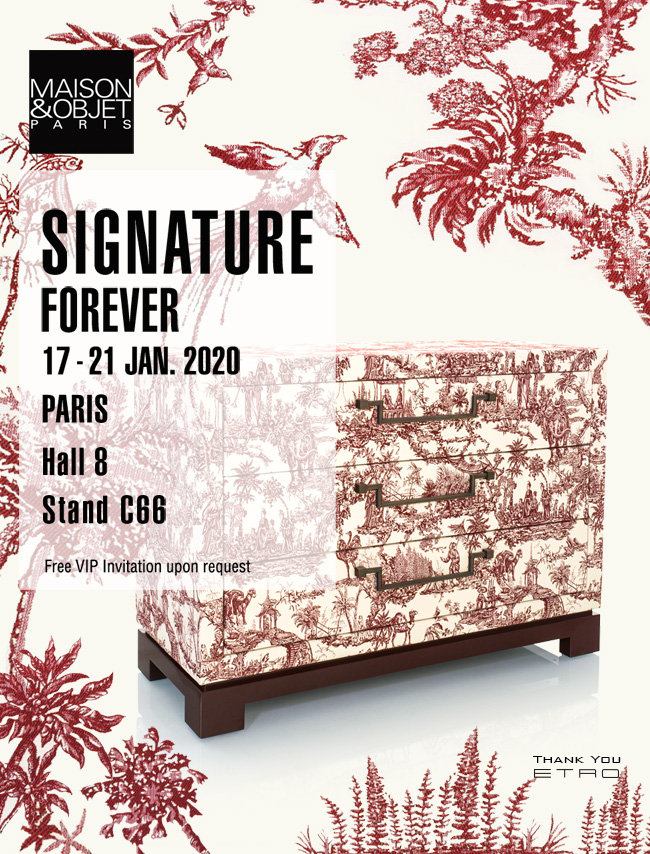 MAISON
&OBJET
PARIS
SIGNATURE
FOREVER
17 - 21 JAN. 2020
PARIS
Hall 8
Stand C66
Free VIP Invitation upon request
THANK YOU
ETRO